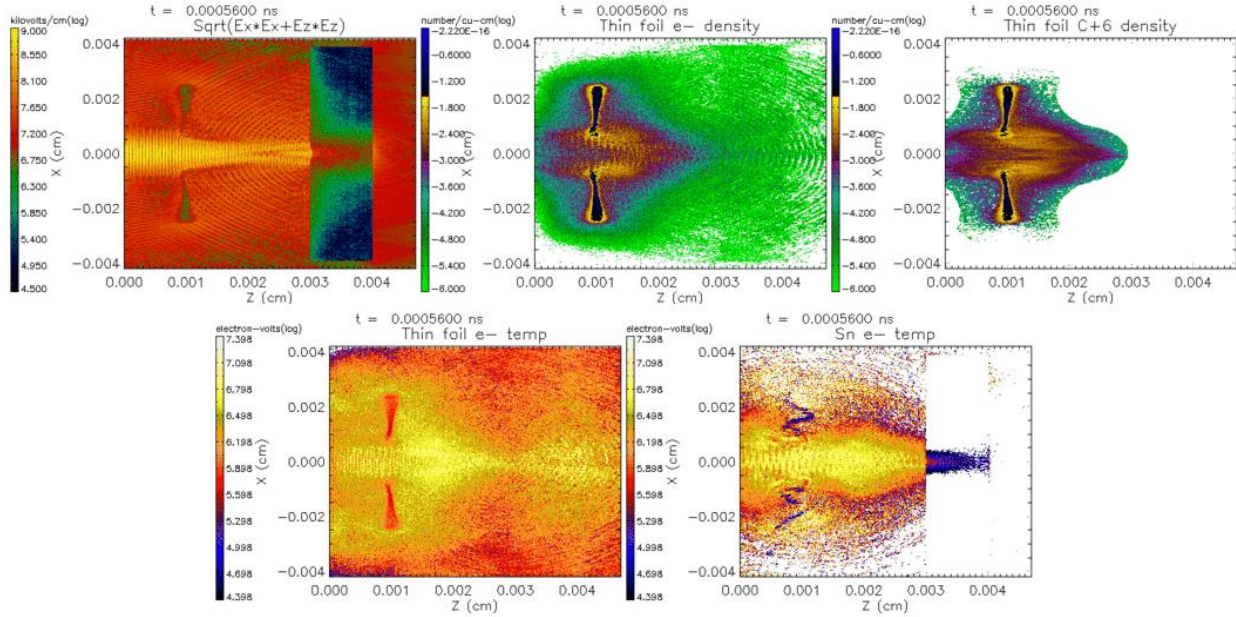 t = 0.0005600 ns
kilovolts/cm(log)
Sqrt(Ex*Ex+Ez*Ez)
9.000
8.550
8.100
7.650
7.200
6.750
6.300
5.850
5.400
4.950
4.500
0.004
0.002
0.000
−0.002
−0.004
X (cm)
0.000 0.001 0.002 0.003 0.004
Z (cm)
t = 0.0005600 ns
number/cu-cm(log)
Thin foil e- density
-2.220E-16
-0.6000
-1.200
-1.800
-2.400
-3.000
-3.600
-4.200
-4.800
-5.400
-6.000
0.004
0.002
0.000
−0.002
−0.004
X (cm)
0.000 0.001 0.002 0.003 0.004
Z (cm)
t = 0.0005600 ns
number/cu-cm(log)
Thin foil C+6 density
-2.220E-16
-0.6000
-1.200
-1.800
-2.400
-3.000
-3.600
-4.200
-4.800
-5.400
-6.000
0.004
0.002
0.000
−0.002
−0.004
X (cm)
0.000 0.001 0.002 0.003 0.004
Z (cm)
t = 0.0005600 ns
electron-volts(log)
Thin foil e- temp
7.398
7.098
6.798
6.498
6.198
5.898
5.598
5.298
4.998
4.698
4.398
0.004
0.002
0.000
−0.002
−0.004
X (cm)
0.000 0.001 0.002 0.003 0.004
Z (cm)
t = 0.0005600 ns
electron-volts(log)
Sn e- temp
7.398
7.098
6.798
6.498
6.198
5.898
5.598
5.298
4.998
4.698
4.398
0.004
0.002
0.000
−0.002
−0.004
X (cm)
0.000 0.001 0.002 0.003 0.004
Z (cm)